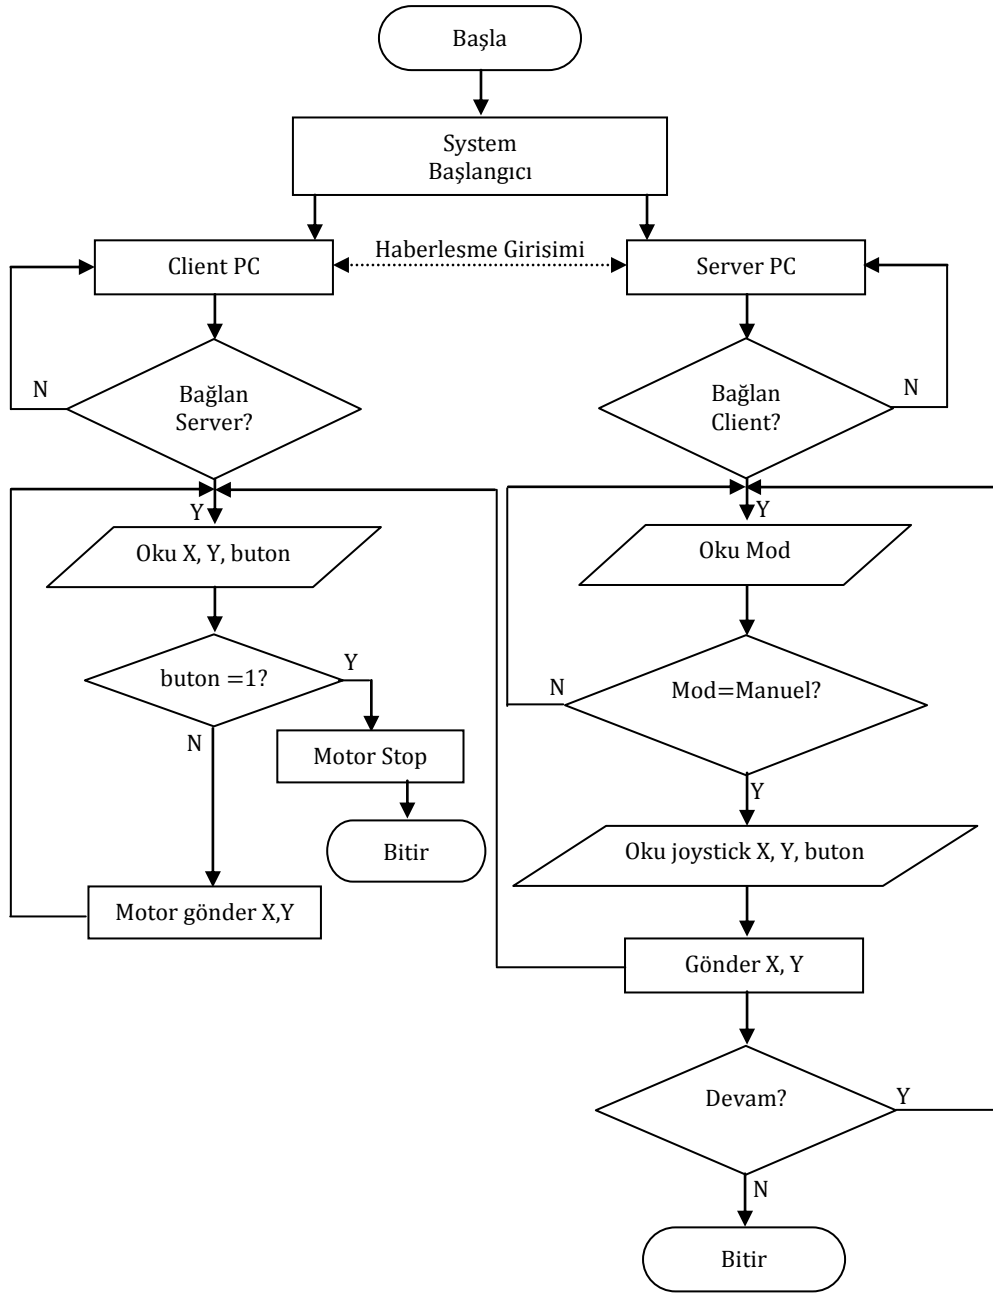 Başla
System
Başlangıcı
Haberlesme Girisimi
Client PC
Server PC
N
Bağlan
Server?
Bağlan
Client?
N
Y
Y
Oku X, Y, buton
Oku Mod
buton =1?
Y
N
Mod=Manuel?
N
Motor Stop
Y
Bitir
Oku joystick X, Y, buton
Motor gönder X,Y
Gönder X, Y
Devam?
Y
N
Bitir